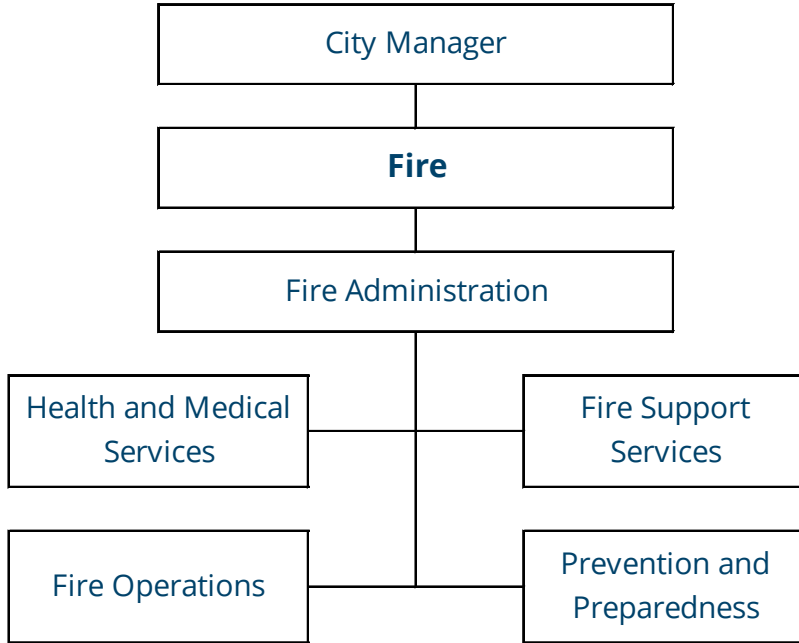 City Manager
Fire
Fire Administration
Health and Medical
Services
Fire Support
Services
Fire Operations
Prevention and
Preparedness